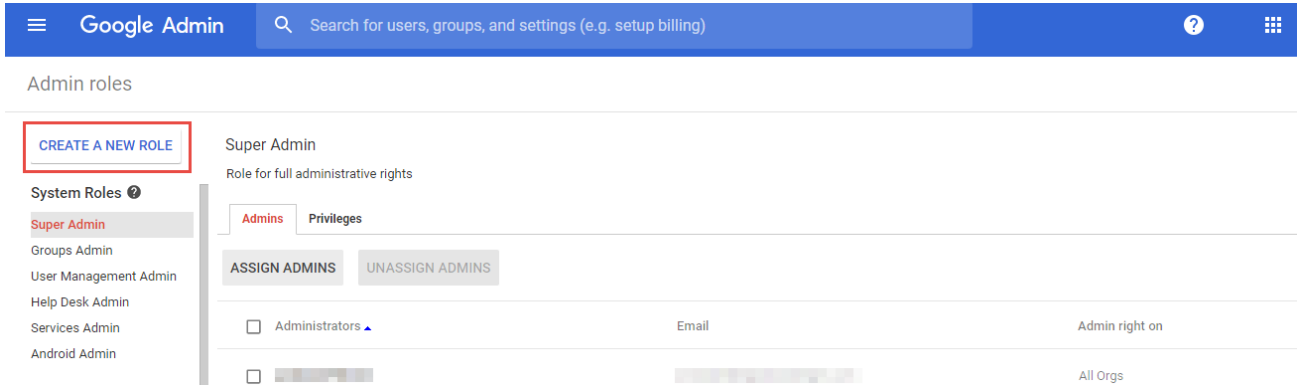 Google Admin
Search for users, groups, and settings (e.g. setup billing)
Admin roles
CREATE A NEW ROLE
System Roles
Super Admin
Groups Admin
User Management Admin
Help Desk Admin
Services Admin
Android Admin
Super Admin
Role for full administrative rights
Admins Privileges
ASSIGN ADMINS UNASSIGN ADMINS
Administrators Email Admin right on
All Orgs